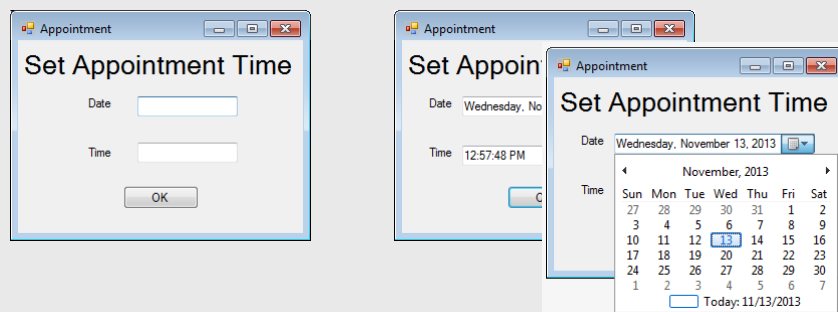 Appointment
Set Appointment Time
Date
Time
OK
Appointment
Set Appoin
Date Wednesday, No
Time 12:57:48 PM
Appointment
Set Appointment Time
Date Wednesday, November 13, 2013
Time
November, 2013
Sun Mon Tue Wed Thu Fri Sat
27 28 29 30 31 1 2
3 4 5 6 7 8 9
10 11 12 13 14 15 16
17 18 19 20 21 22 23
24 25 26 27 28 29 30
1 2 3 4 5 6 7
Today: 11/13/2013